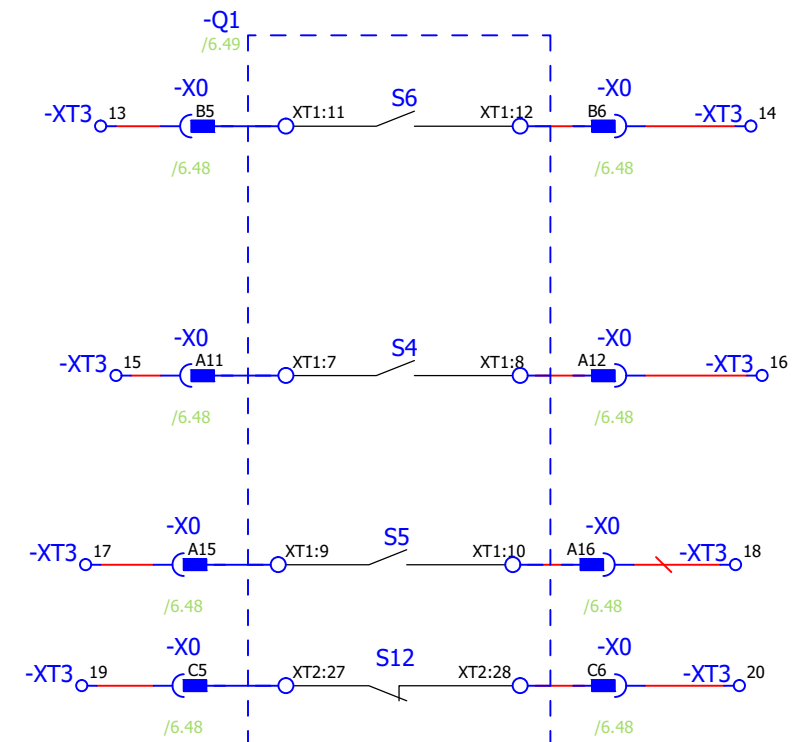 -Q1
/6.49
-X0
S6
-X0
-XT3 13
B5
XT1:11
XT1:12
B6
-XT3 14
/6.48
/6.48
-X0
S4
-X0
-XT3 15
A11
XT1:7
XT1:8
A12
-XT3 16
/6.48
/6.48
-X0
S5
-X0
-XT3 17
A15
XT1:9
XT1:10
A16
-XT3 18
/6.48
/6.48
-X0
S12
-X0
-XT3 19
C5
XT2:27
XT2:28
C6
-XT3 20
/6.48
/6.48